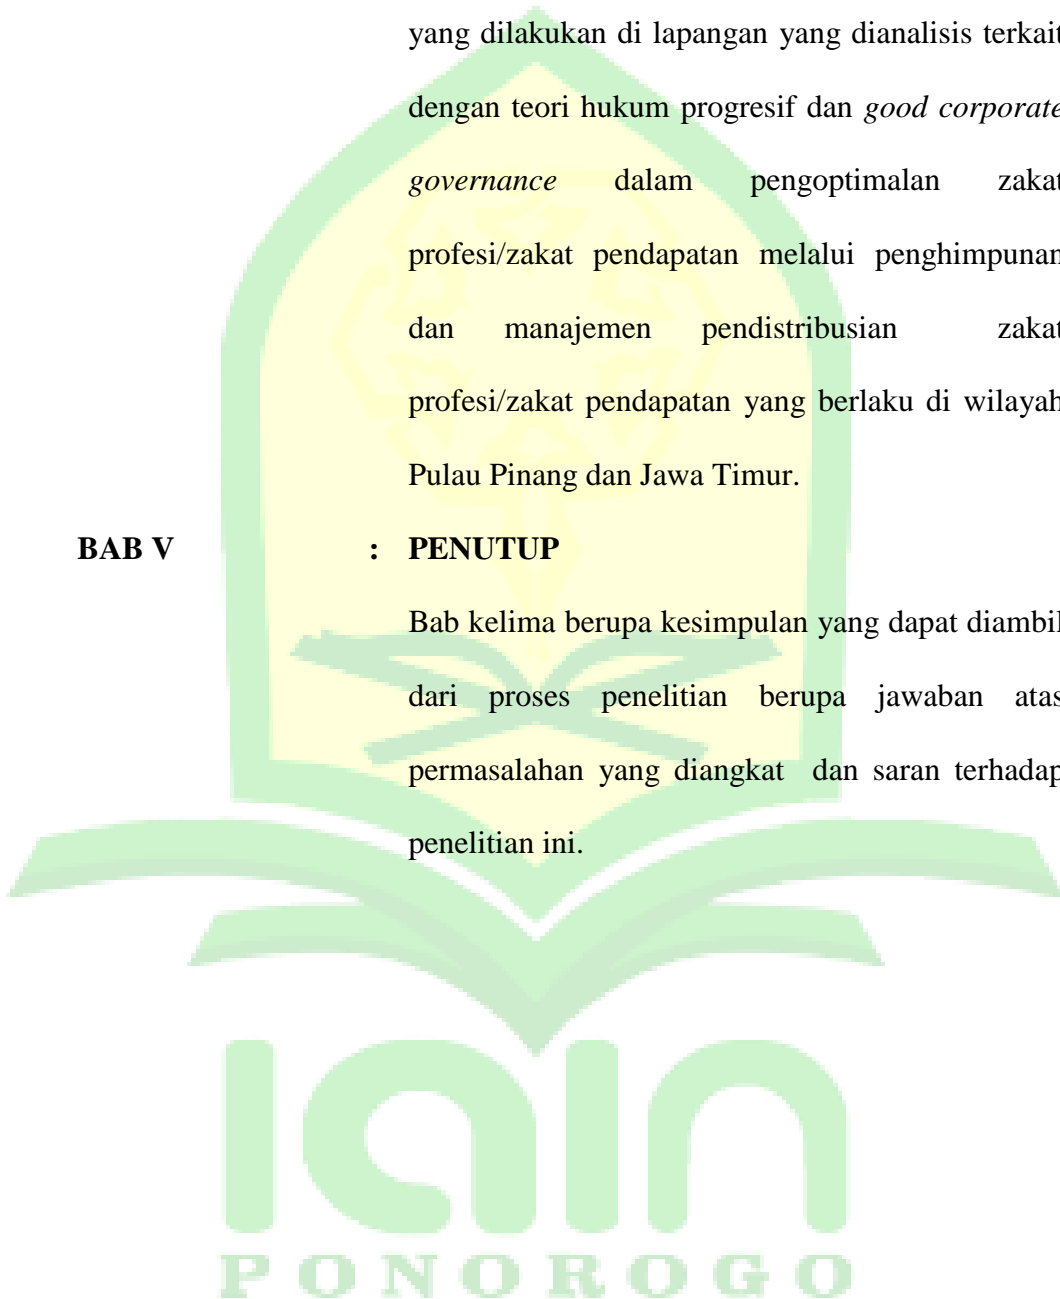 yang dilakukan di lapangan yang dianalisis terkait
dengan teori hukum progresif dan good corporate
governance dalam pengoptimalan zakat
profesi/zakat pendapatan melalui penghimpunan
dan manajemen pendistribusian zakat
profesi/zakat pendapatan yang berlaku di wilayah
Pulau Pinang dan Jawa Timur.
BAB V : PENUTUP
Bab kelima berupa kesimpulan yang dapat diambil
dari proses penelitian berupa jawaban atas
permasalahan yang diangkat dan saran terhadap
penelitian ini.
iain
PONOROGO